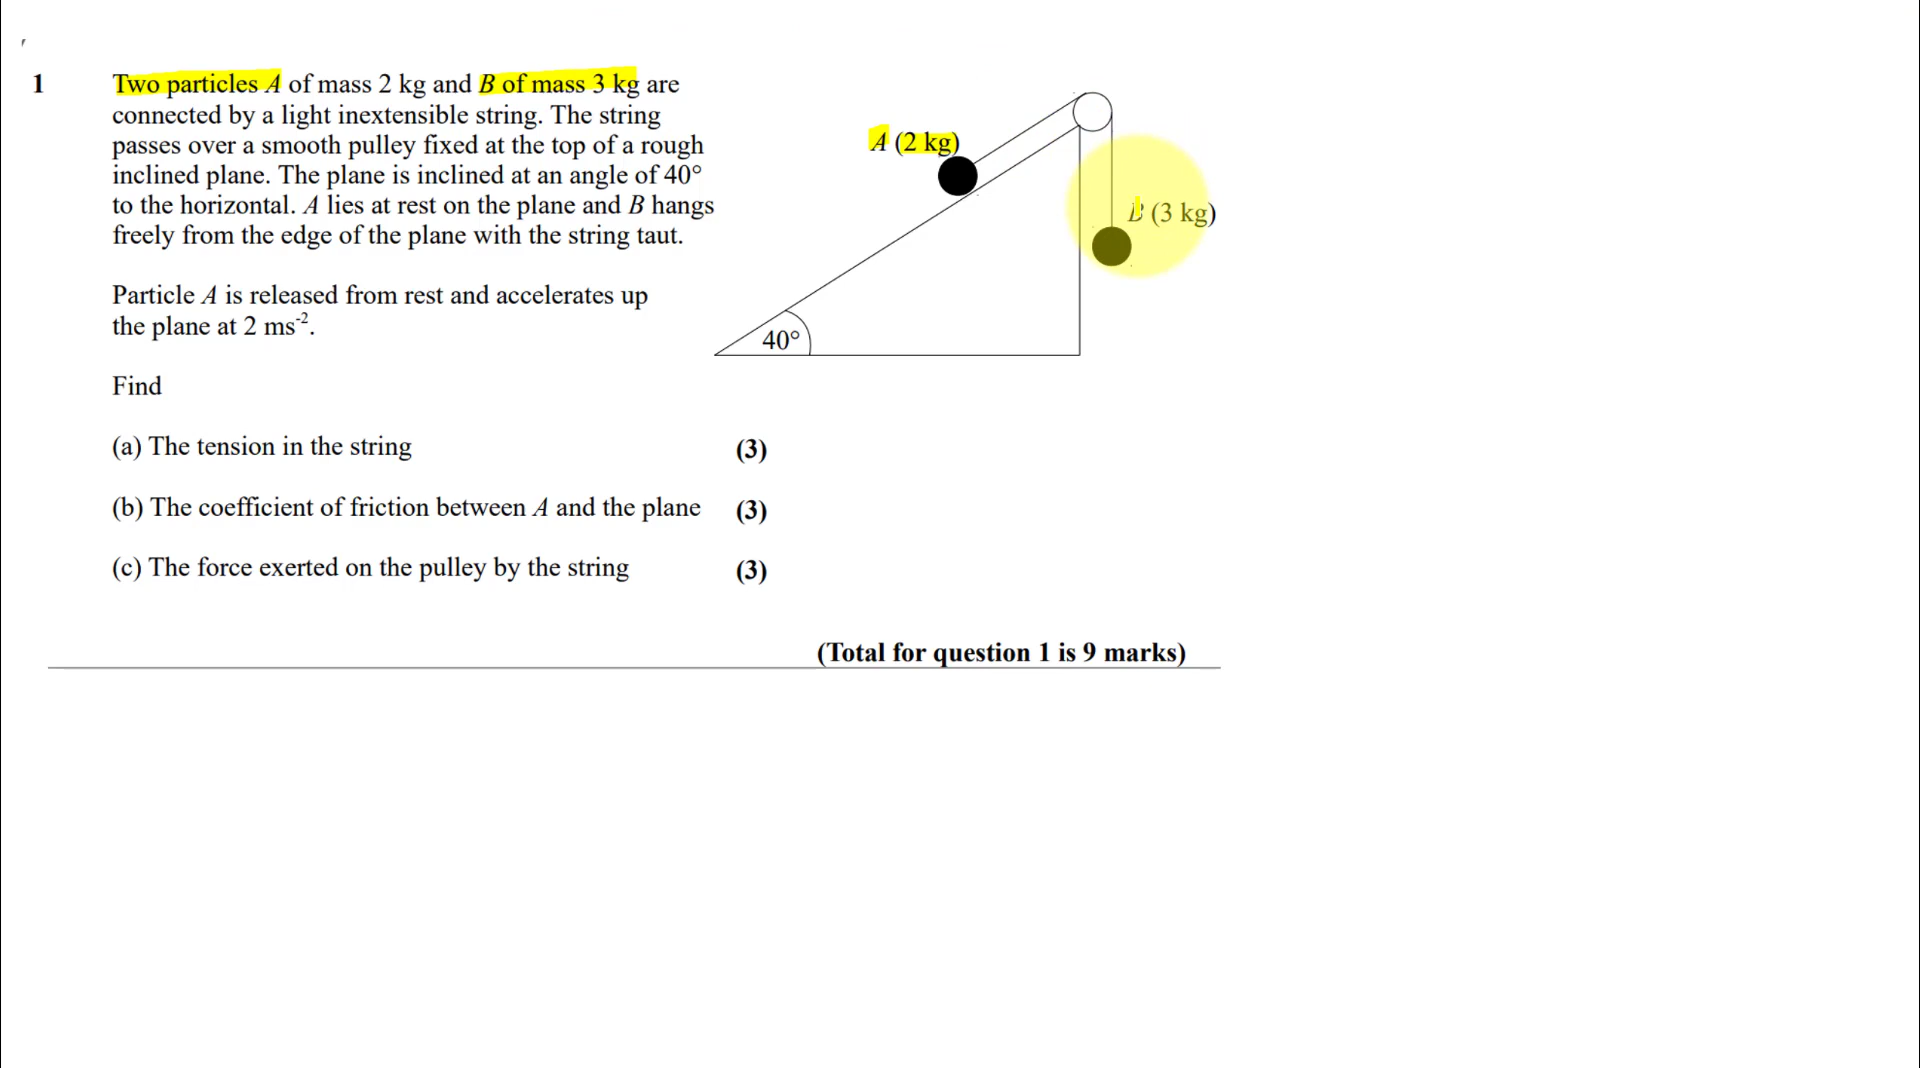 1 Two particles A of mass 2 kg and B of mass 3 kg are
connected by a light inextensible string. The string
passes over a smooth pulley fixed at the top of a rough
inclined plane. The plane is inclined at an angle of 40°
to the horizontal. A lies at rest on the plane and B hangs
freely from the edge of the plane with the string taut.
A (2 kg)
B (3 kg)
40°
Particle A is released from rest and accelerates up
the plane at 2 ms⁻².
Find
(a) The tension in the string (3)
(b) The coefficient of friction between A and the plane (3)
(c) The force exerted on the pulley by the string (3)
(Total for question 1 is 9 marks)